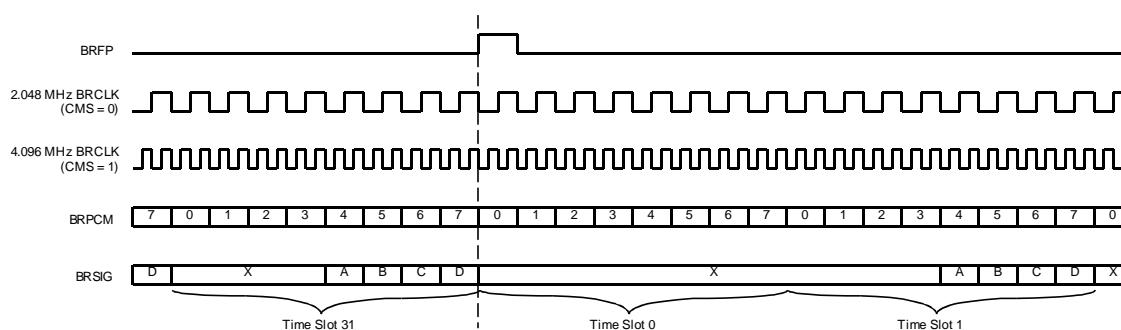 BRFP
2.048 MHz BRCLK
(CMS = 0)
4.096 MHz BRCLK
(CMS = 1)
BRPCM 7 0 1 2 3 4 5 6 7 0 1 2 3 4 5 6 7 0 1 2 3 4 5 6 7 0
BRSIG D X A B C D X A B C D X
Time Slot 31 Time Slot 0 Time Slot 1